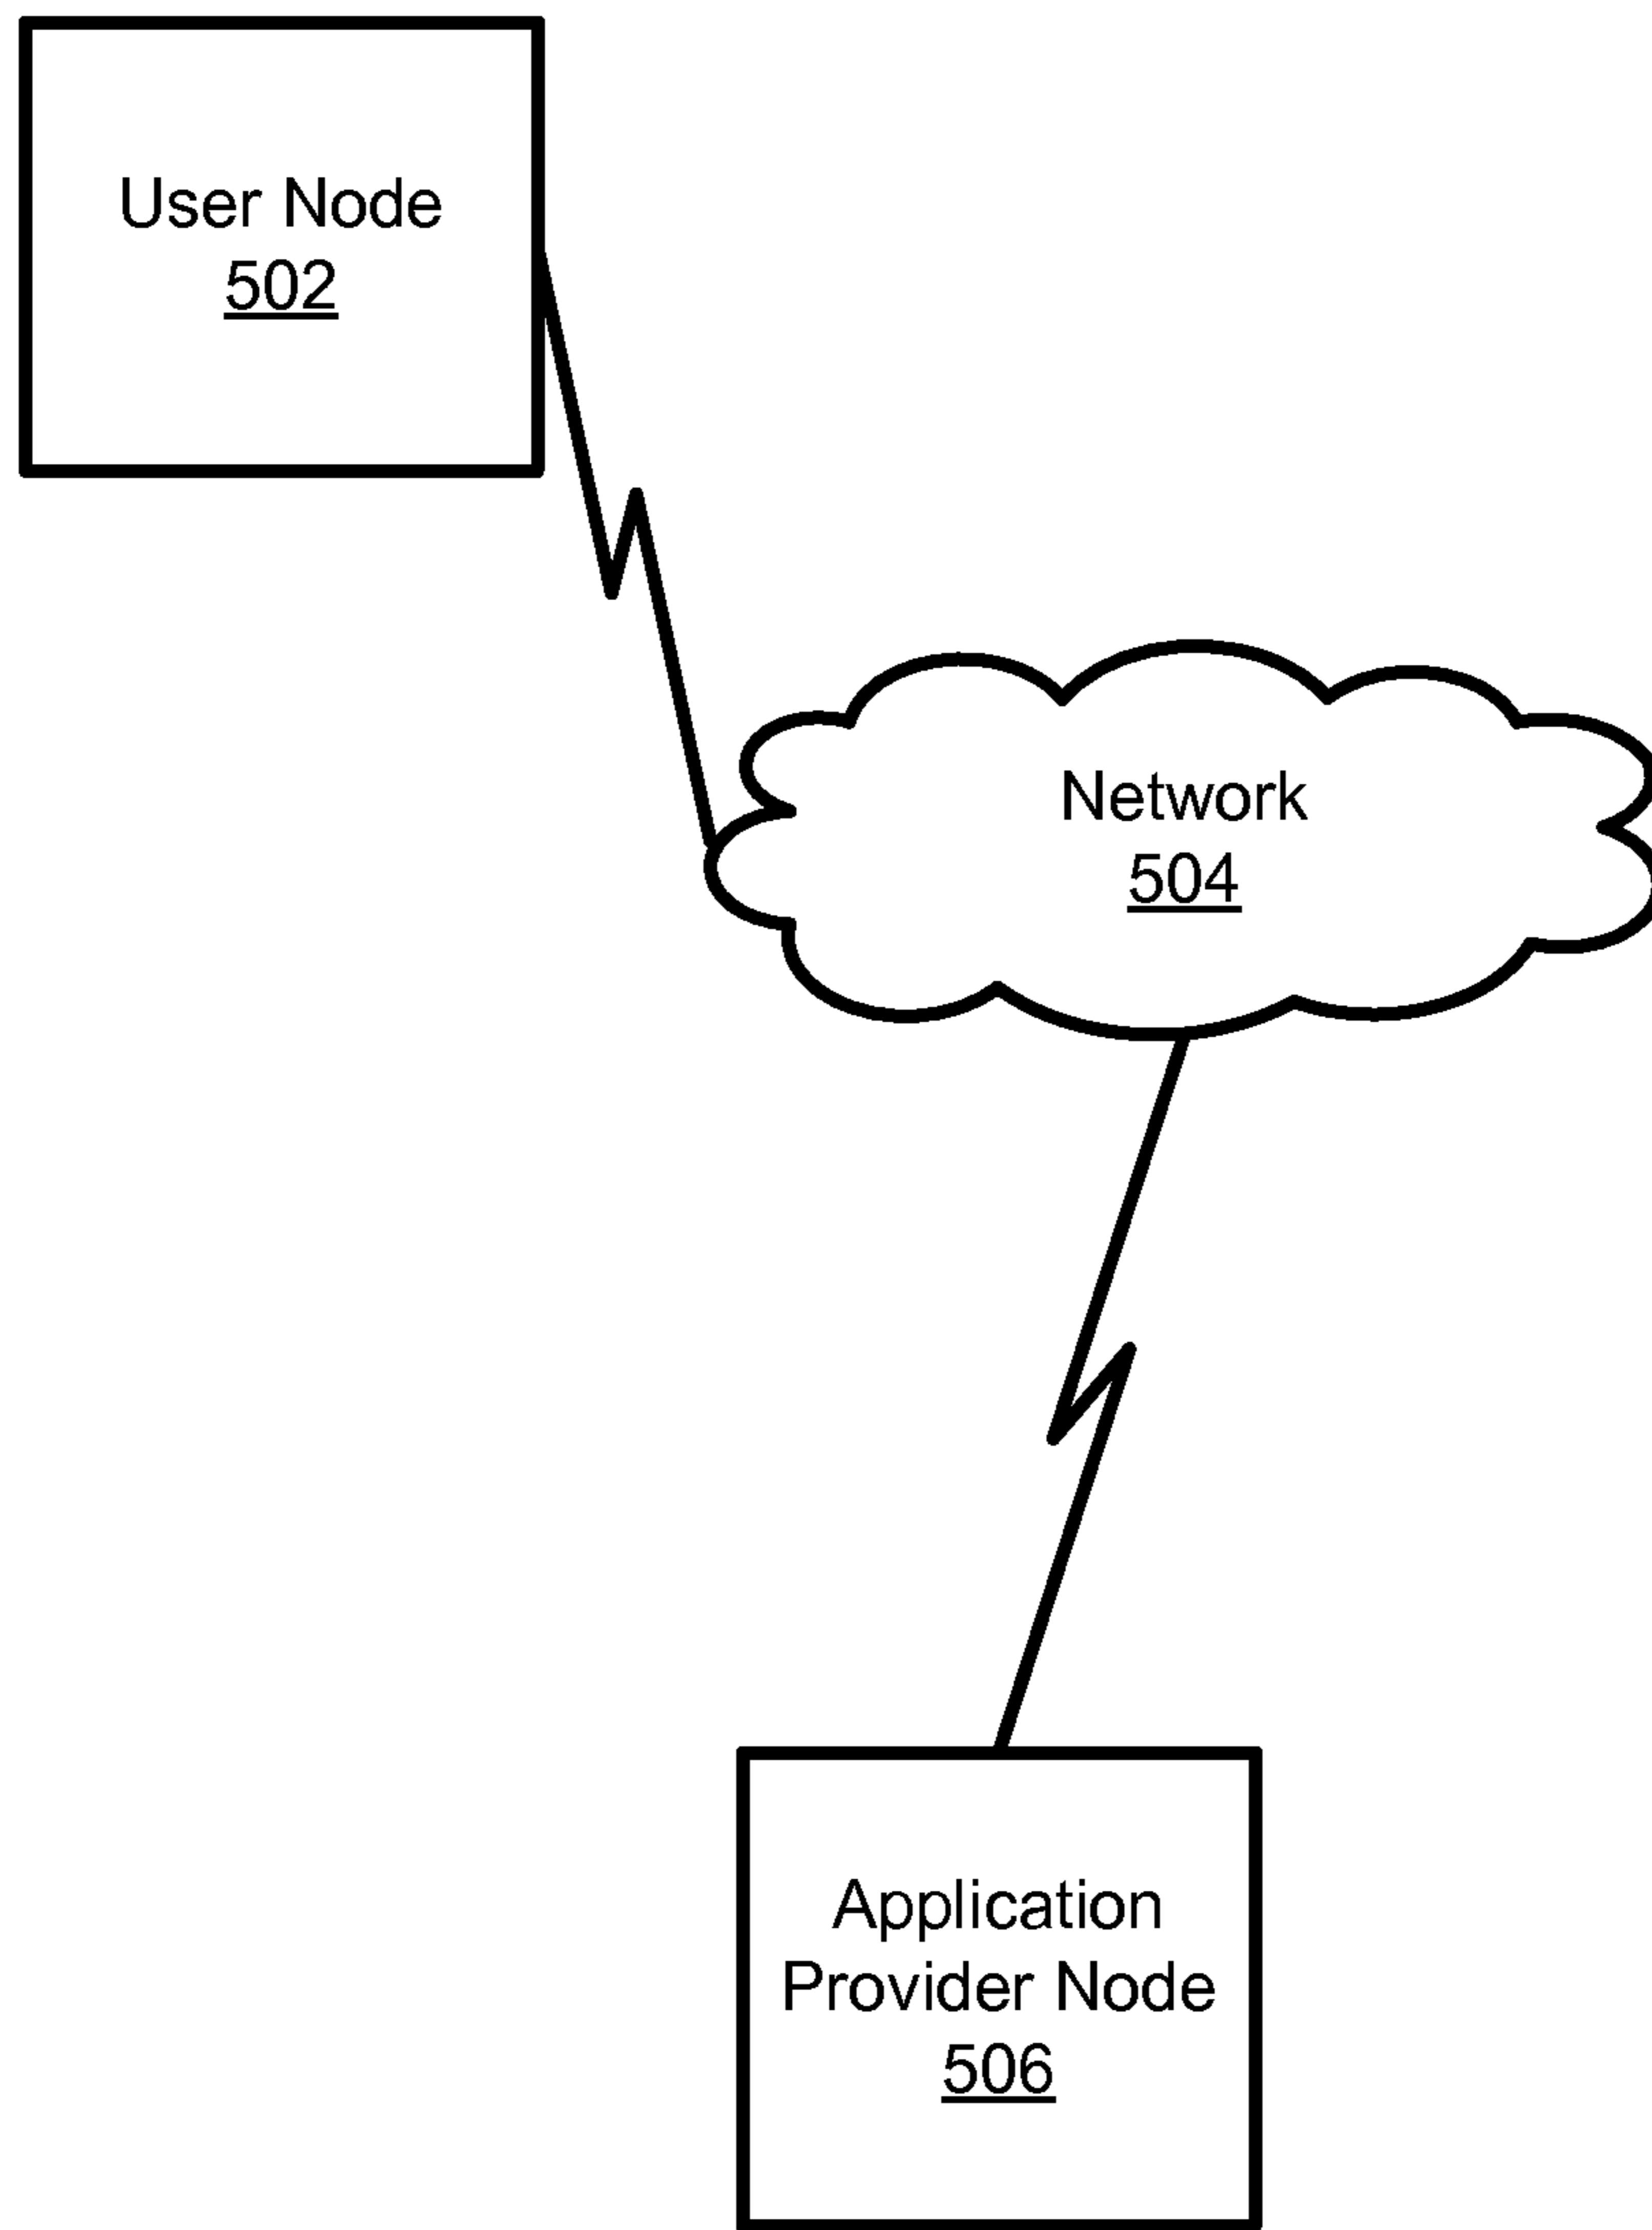 User Node
502
Network
504
Application
Provider Node
506